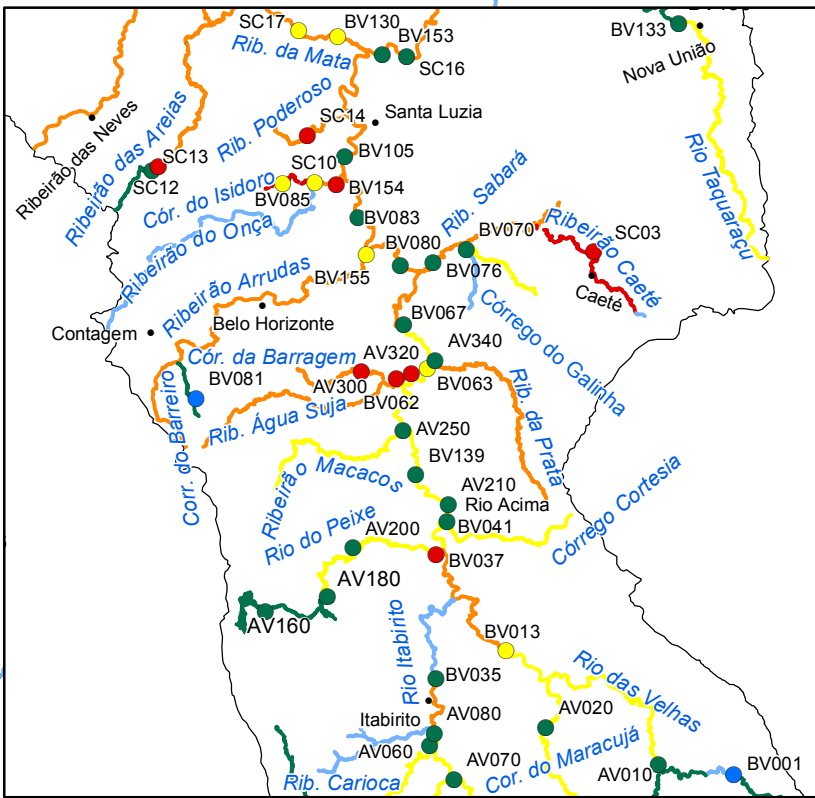 SC17
BV130
BV133
BV153
Rib. da Mata
SC16
Nova União
Ribeirão das Neves
Ribeirão das Areias
Rib. Poderoso
SC14
Santa Luzia
Rio Taquaraçu
SC13
SC12
SC10
BV105
Cór. do Isidoro
BV085
BV154
Rib. Sabará
Ribeirão do Onça
BV083
BV070
Ribeirão Caeté
SC03
BV155
BV080
BV076
Caeté
Ribeirão Arrudas
Belo Horizonte
Contagem
BV067
Córrego do Galinha
Cór. da Barragem
AV320
AV340
Corr. do Barreiro
BV081
AV300
BV063
BV062
Rib. Água Suja
Rib. da Prata
AV250
BV139
Ribeirão Macacos
AV210
Rio Acima
Córrego Cortesia
Rio do Peixe
AV200
BV041
BV037
AV180
AV160
Rio Itabirito
BV013
BV035
Rio das Velhas
Itabirito
AV080
AV020
AV060
AV070
Cor. do Maracujá
Rib. Carioca
AV010
BV001